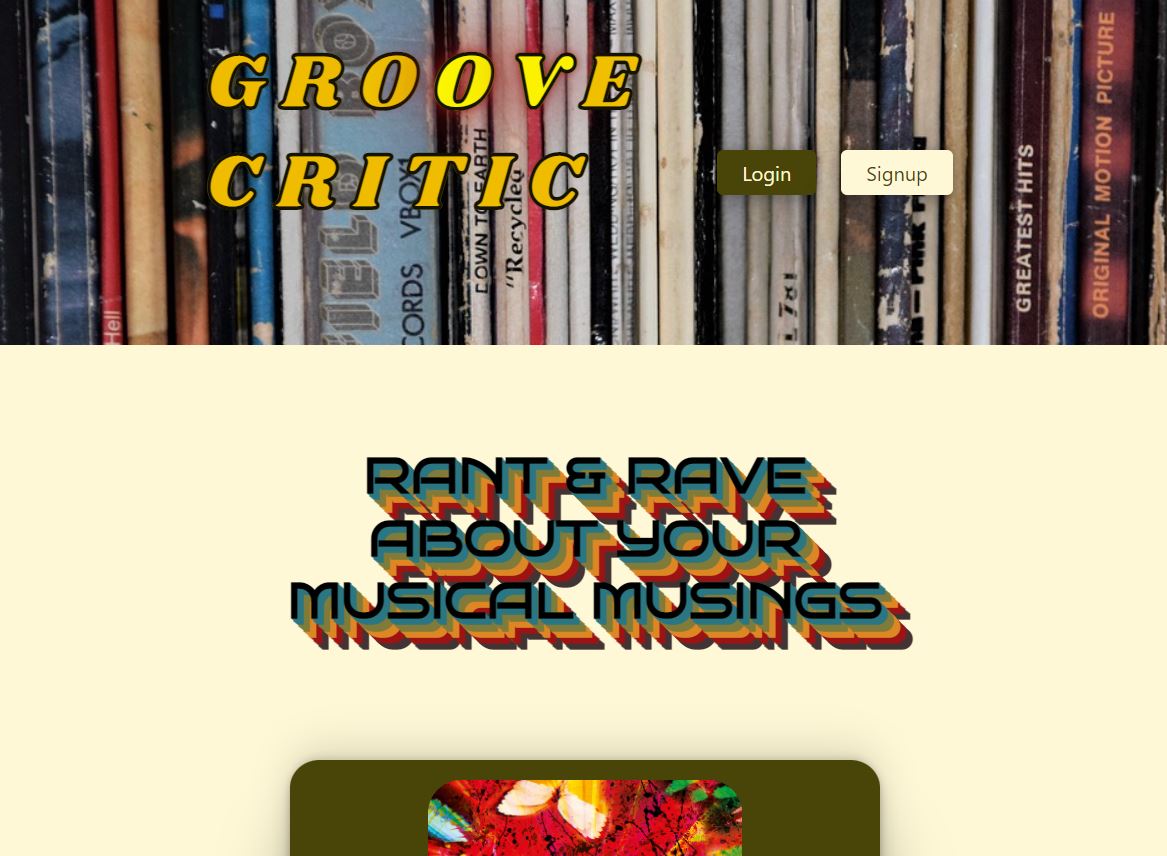 GROOVE
CRITIC
Login
Signup
Hell
CORDS VBOY1
DOWN TO EARTH
"Recycled
GREATEST HITS
ORIGINAL MOTION PICTURE
RANT & RAVE
ABOUT YOUR
MUSICAL MUSINGS